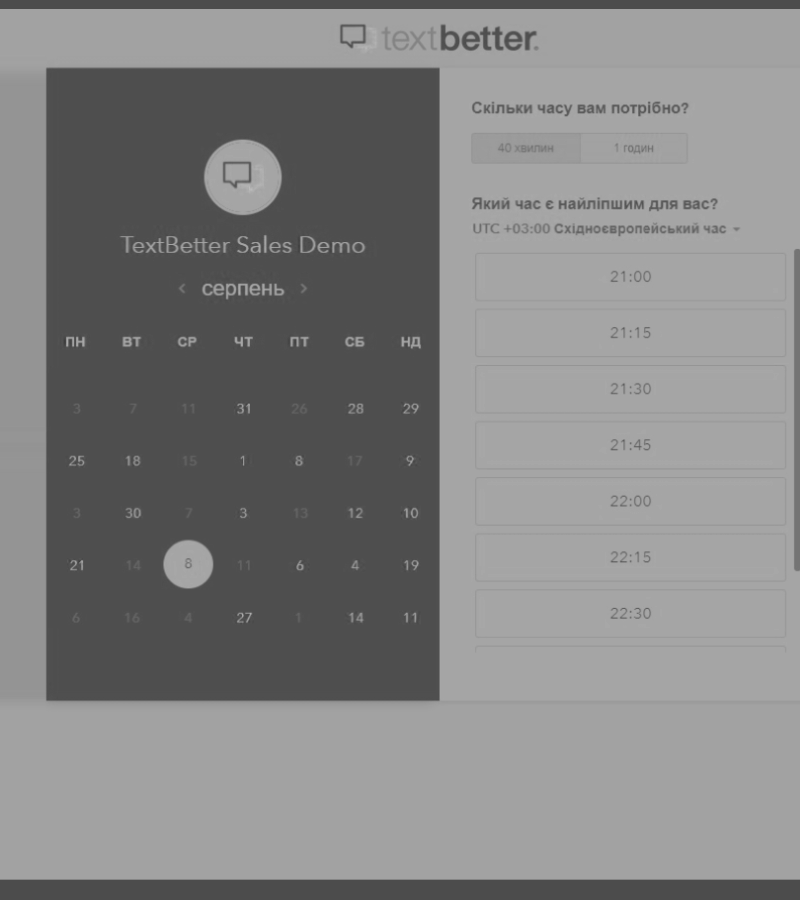 textbetter.
TextBetter Sales Demo
‹ серпень ›
ПН ВТ СР ЧТ ПТ СБ НД
3 7 11 31 26 28 29
25 18 15 1 8 17 9
3 30 7 3 13 12 10
21 14 8 11 6 4 19
6 16 4 27 1 14 11
Скільки часу вам потрібно?
40 хвилин 1 годин
Який час є найліпшим для вас?
UTC +03:00 Східноєвропейський час
21:00
21:15
21:30
21:45
22:00
22:15
22:30